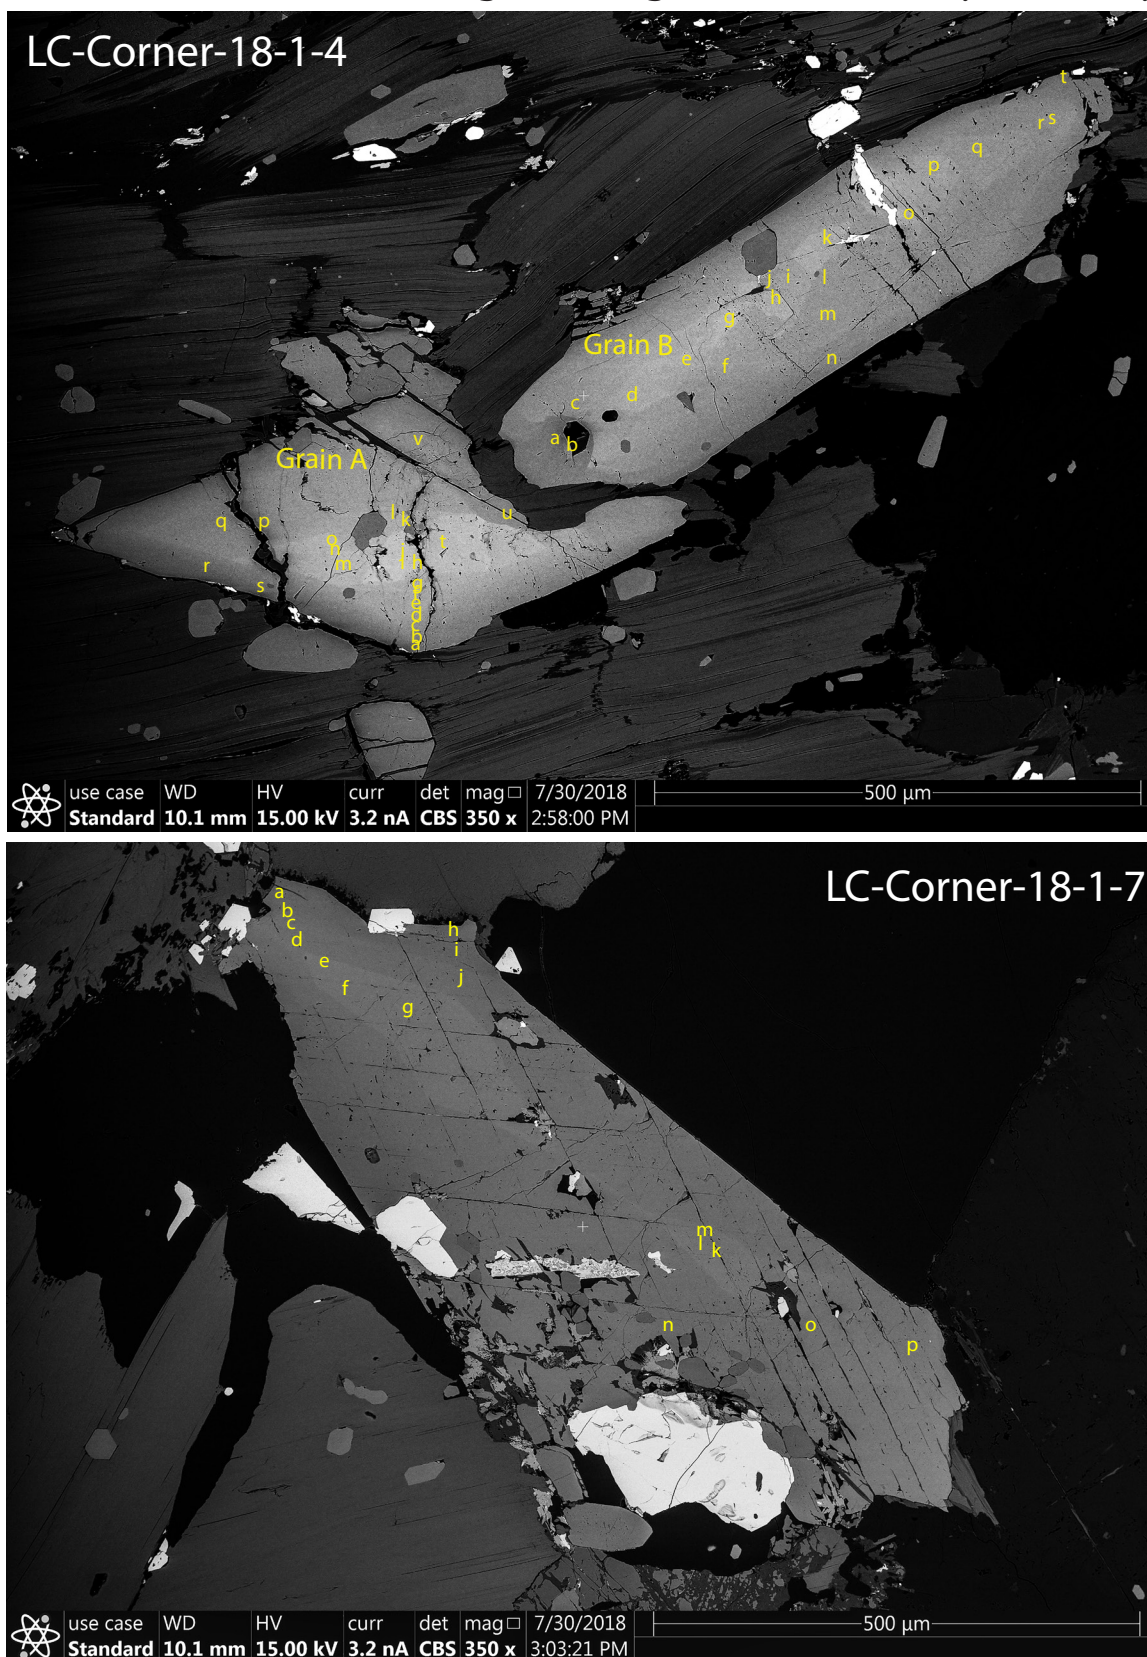 LC-Corner-18-1-4
t
r s
q
p
o
k
j i l
h
g m
Grain B
e f n
d
c
a b
v
Grain A
l k u
q p
o t
n
m i h
r g
s f
e
d
c
b
a
use case WD HV curr det mag□ 7/30/2018 500 µm
Standard 10.1 mm 15.00 kV 3.2 nA CBS 350 x 2:58:00 PM
LC-Corner-18-1-7
a
b
c h
d i
e j
f
g
m
l k
n o
p
use case WD HV curr det mag□ 7/30/2018 500 µm
Standard 10.1 mm 15.00 kV 3.2 nA CBS 350 x 3:03:21 PM